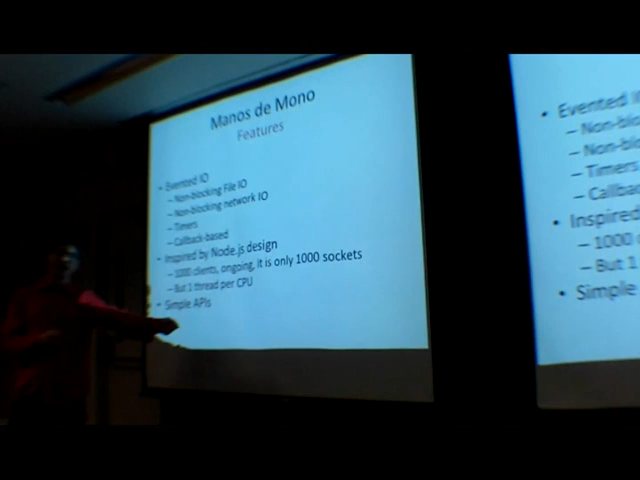 Manos de Mono
Features
• Evented IO
– Non-blocking File IO
– Non-blocking network IO
– Timers
– Callback-based
• Inspired by Node.js design
– 1000 clients, ongoing, it is only 1000 sockets
– But 1 thread per CPU
• Simple APIs
• Evented
– Non-blo
– Non-blo
– Timers
– Callba
• Inspired
– 1000
– But 1
• Simple